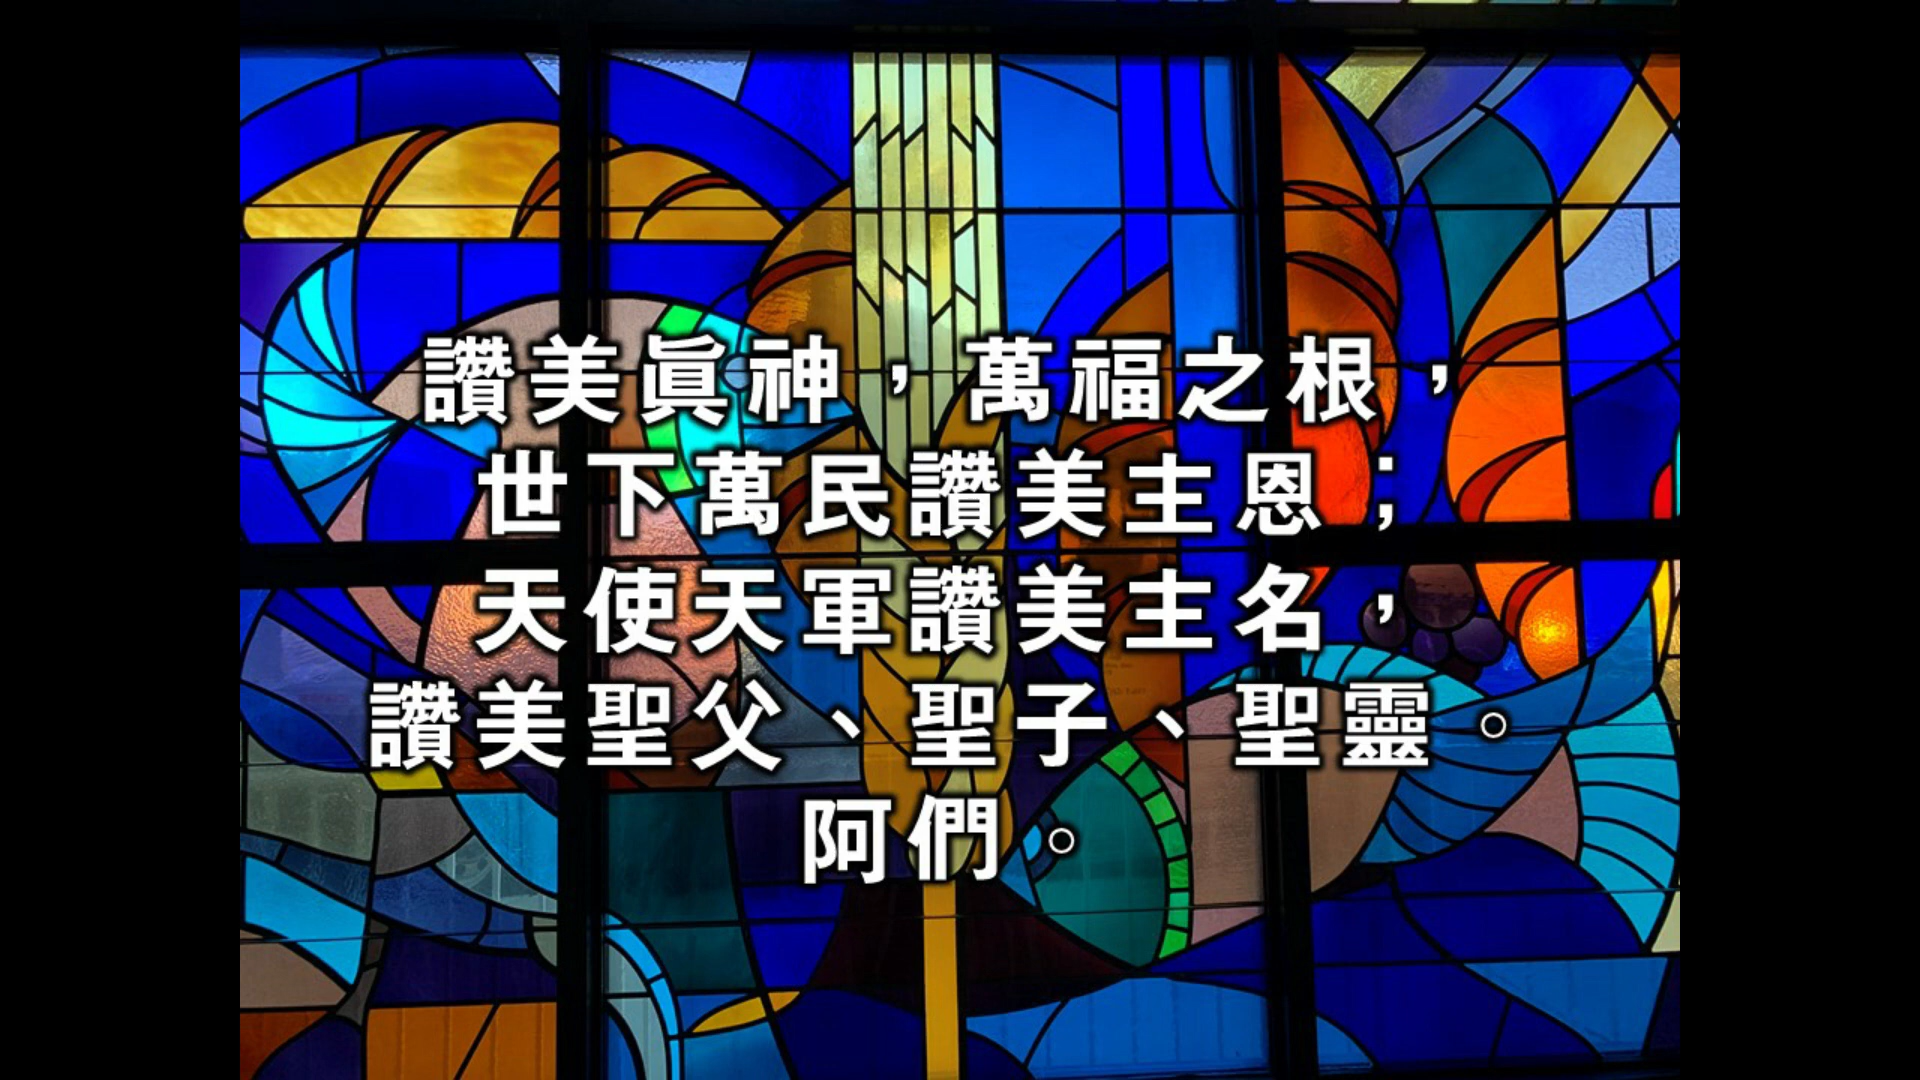 讚美眞神，萬福之根，
世下萬民讚美主恩；
天使天軍讚美主名，
讚美聖父、聖子、聖靈。
阿們。